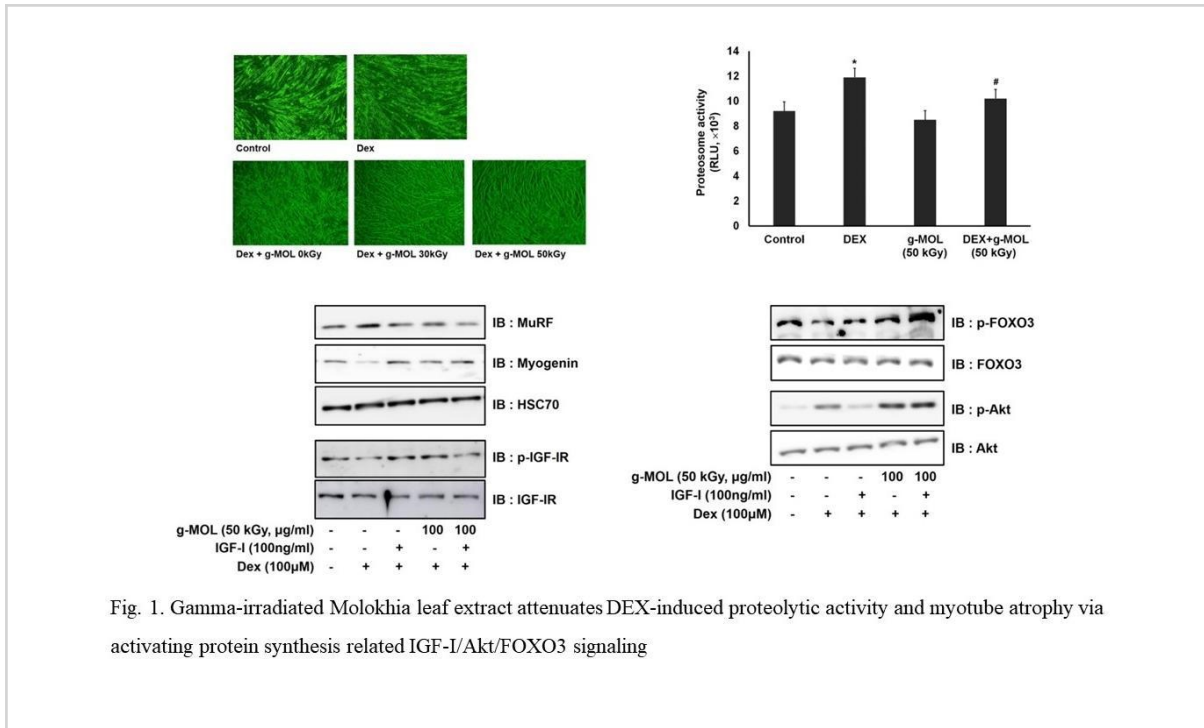 Control
Dex
Dex + g-MOL 0kGy
Dex + g-MOL 30kGy
Dex + g-MOL 50kGy
Proteosome activity
(RLU, ×10³)
14
12
10
8
6
4
2
0
*
#
Control
DEX
g-MOL
(50 kGy)
DEX+g-MOL
(50 kGy)
IB : MuRF
IB : Myogenin
IB : HSC70
IB : p-IGF-IR
IB : IGF-IR
g-MOL (50 kGy, µg/ml) - - - 100 100
IGF-I (100ng/ml) - - + - +
Dex (100µM) - + + + +
IB : p-FOXO3
IB : FOXO3
IB : p-Akt
IB : Akt
g-MOL (50 kGy, µg/ml) - - - 100 100
IGF-I (100ng/ml) - - + - +
Dex (100µM) - + + + +
Fig. 1. Gamma-irradiated Molokhia leaf extract attenuates DEX-induced proteolytic activity and myotube atrophy via
activating protein synthesis related IGF-I/Akt/FOXO3 signaling